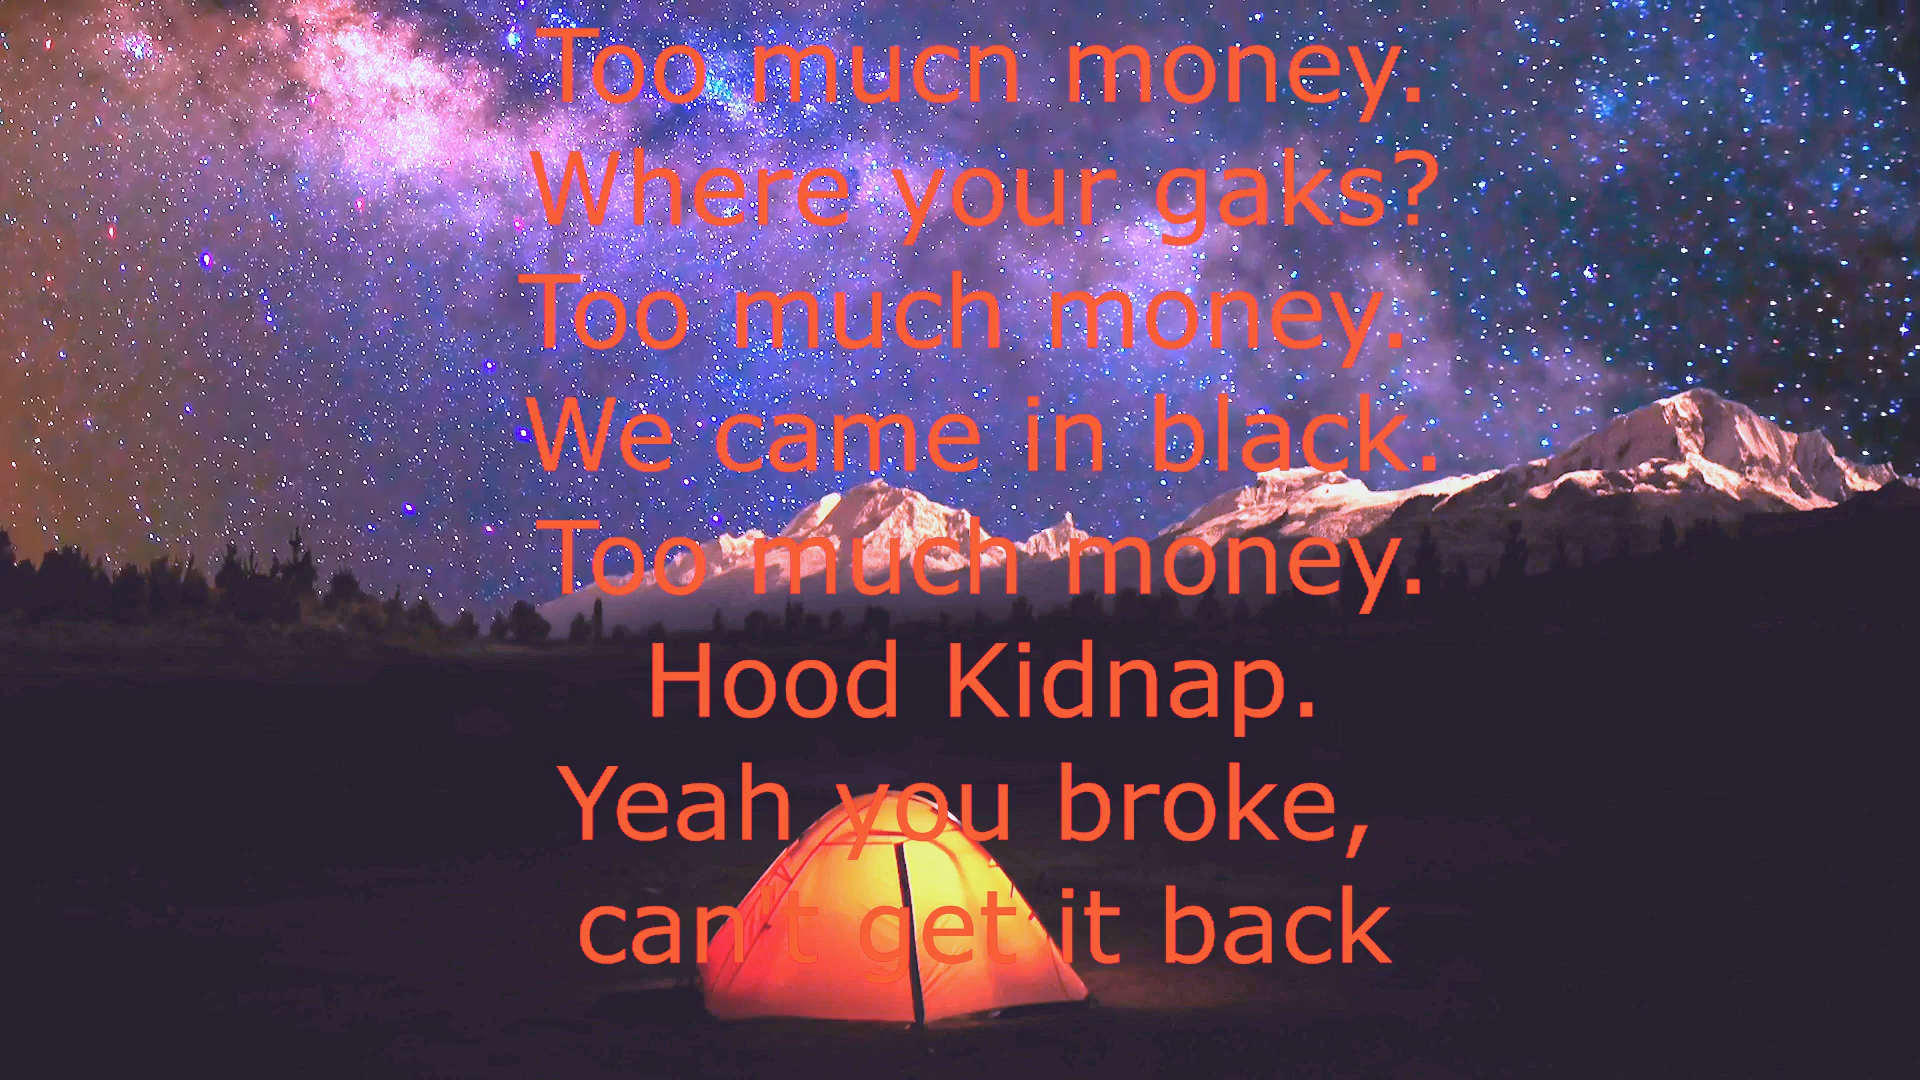 Too mucn money.
Where your gaks?
Too much money.
We came in black.
Too much money.
Hood Kidnap.
Yeah you broke,
can't get it back